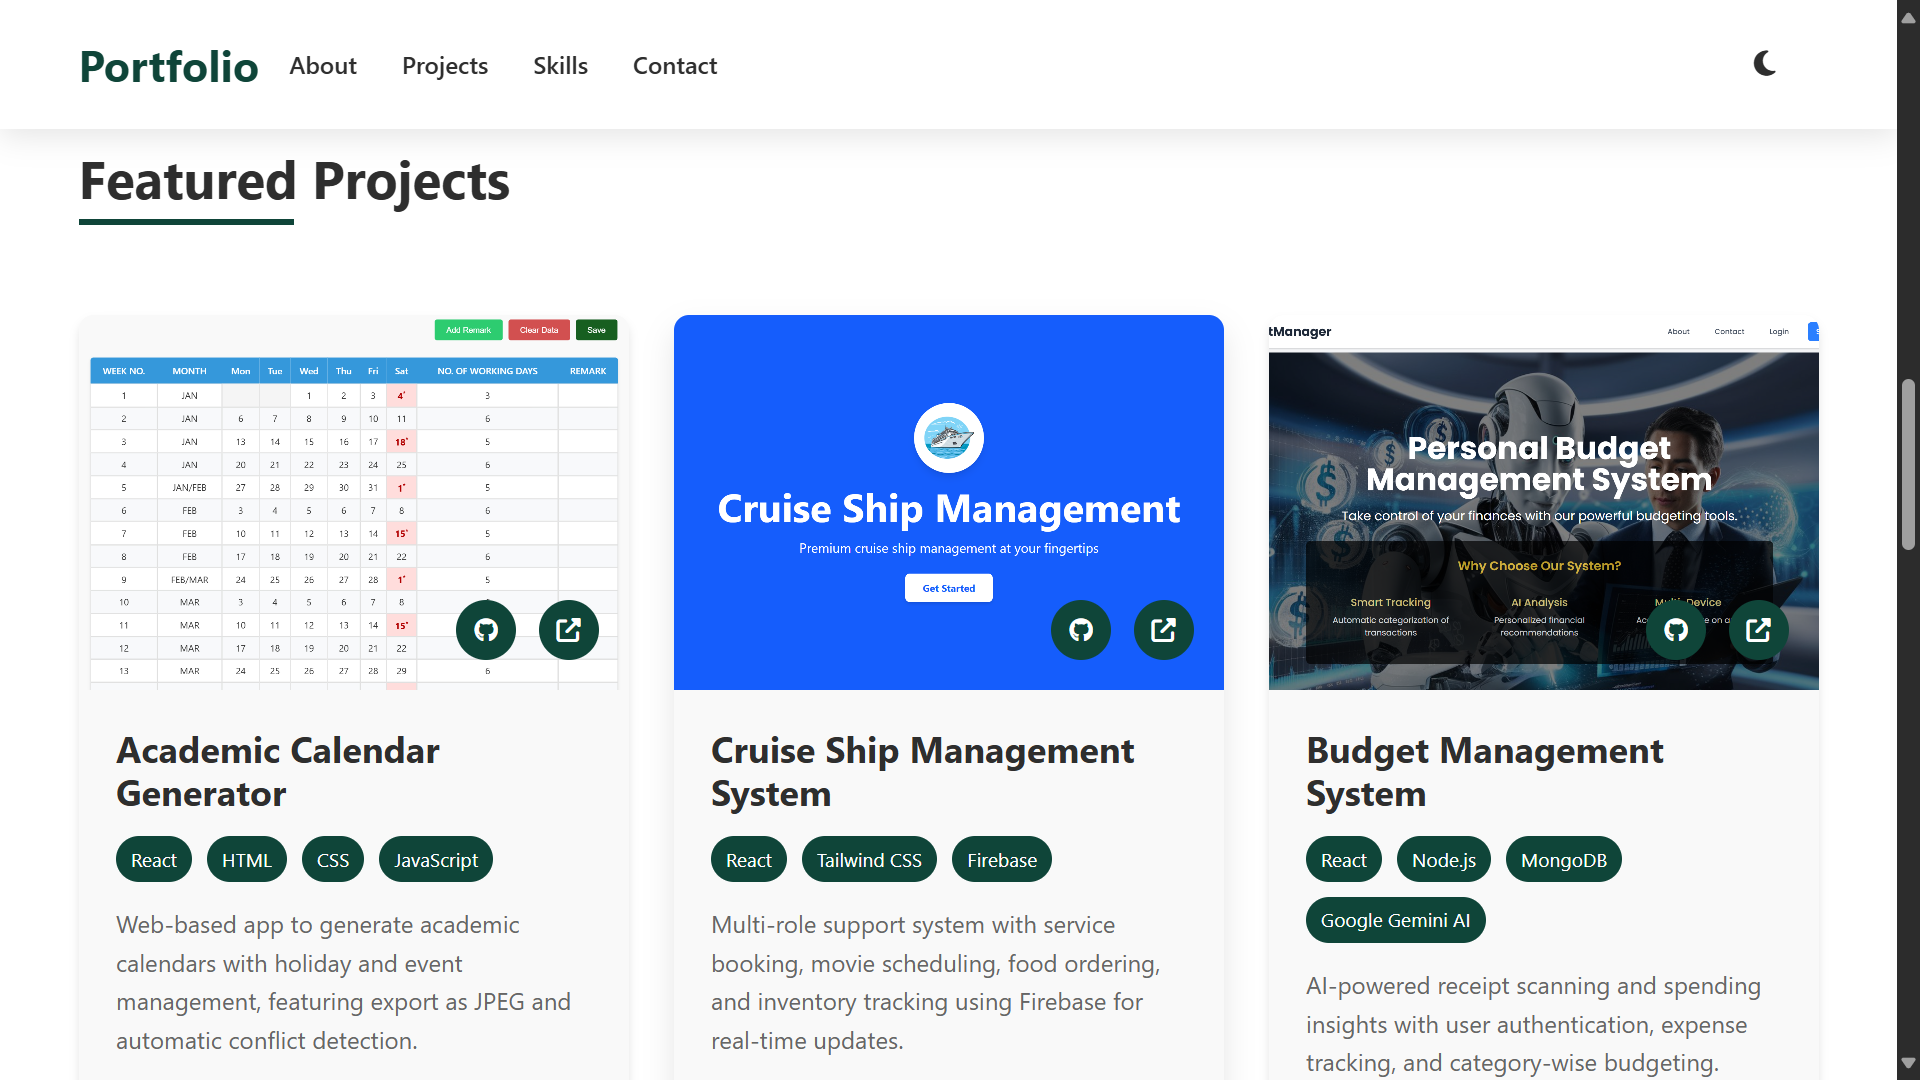 Portfolio About Projects Skills Contact
Featured Projects
Add Remark Clear Data Save
WEEK NO. MONTH Mon Tue Wed Thu Fri Sat NO. OF WORKING DAYS REMARK
1 JAN 1 2 3 4* 3
2 JAN 6 7 8 9 10 11 6
3 JAN 13 14 15 16 17 18* 5
4 JAN 20 21 22 23 24 25 6
5 JAN/FEB 27 28 29 30 31 1* 5
6 FEB 3 4 5 6 7 8 6
7 FEB 10 11 12 13 14 15* 5
8 FEB 17 18 19 20 21 22 6
9 FEB/MAR 24 25 26 27 28 1* 5
10 MAR 3 4 5 6 7 8
11 MAR 10 11 12 13 14 15*
12 MAR 17 18 19 20 21 22
13 MAR 24 25 26 27 28 29 6
Cruise Ship Management
Premium cruise ship management at your fingertips
Get Started
tManager About Contact Login
Personal Budget
Management System
Take control of your finances with our powerful budgeting tools.
Why Choose Our System?
Smart Tracking AI Analysis Device
Automatic categorization of Personalized financial
transactions recommendations
Academic Calendar
Generator
React HTML CSS JavaScript
Web-based app to generate academic
calendars with holiday and event
management, featuring export as JPEG and
automatic conflict detection.
Cruise Ship Management
System
React Tailwind CSS Firebase
Multi-role support system with service
booking, movie scheduling, food ordering,
and inventory tracking using Firebase for
real-time updates.
Budget Management
System
React Node.js MongoDB
Google Gemini AI
AI-powered receipt scanning and spending
insights with user authentication, expense
tracking, and category-wise budgeting.